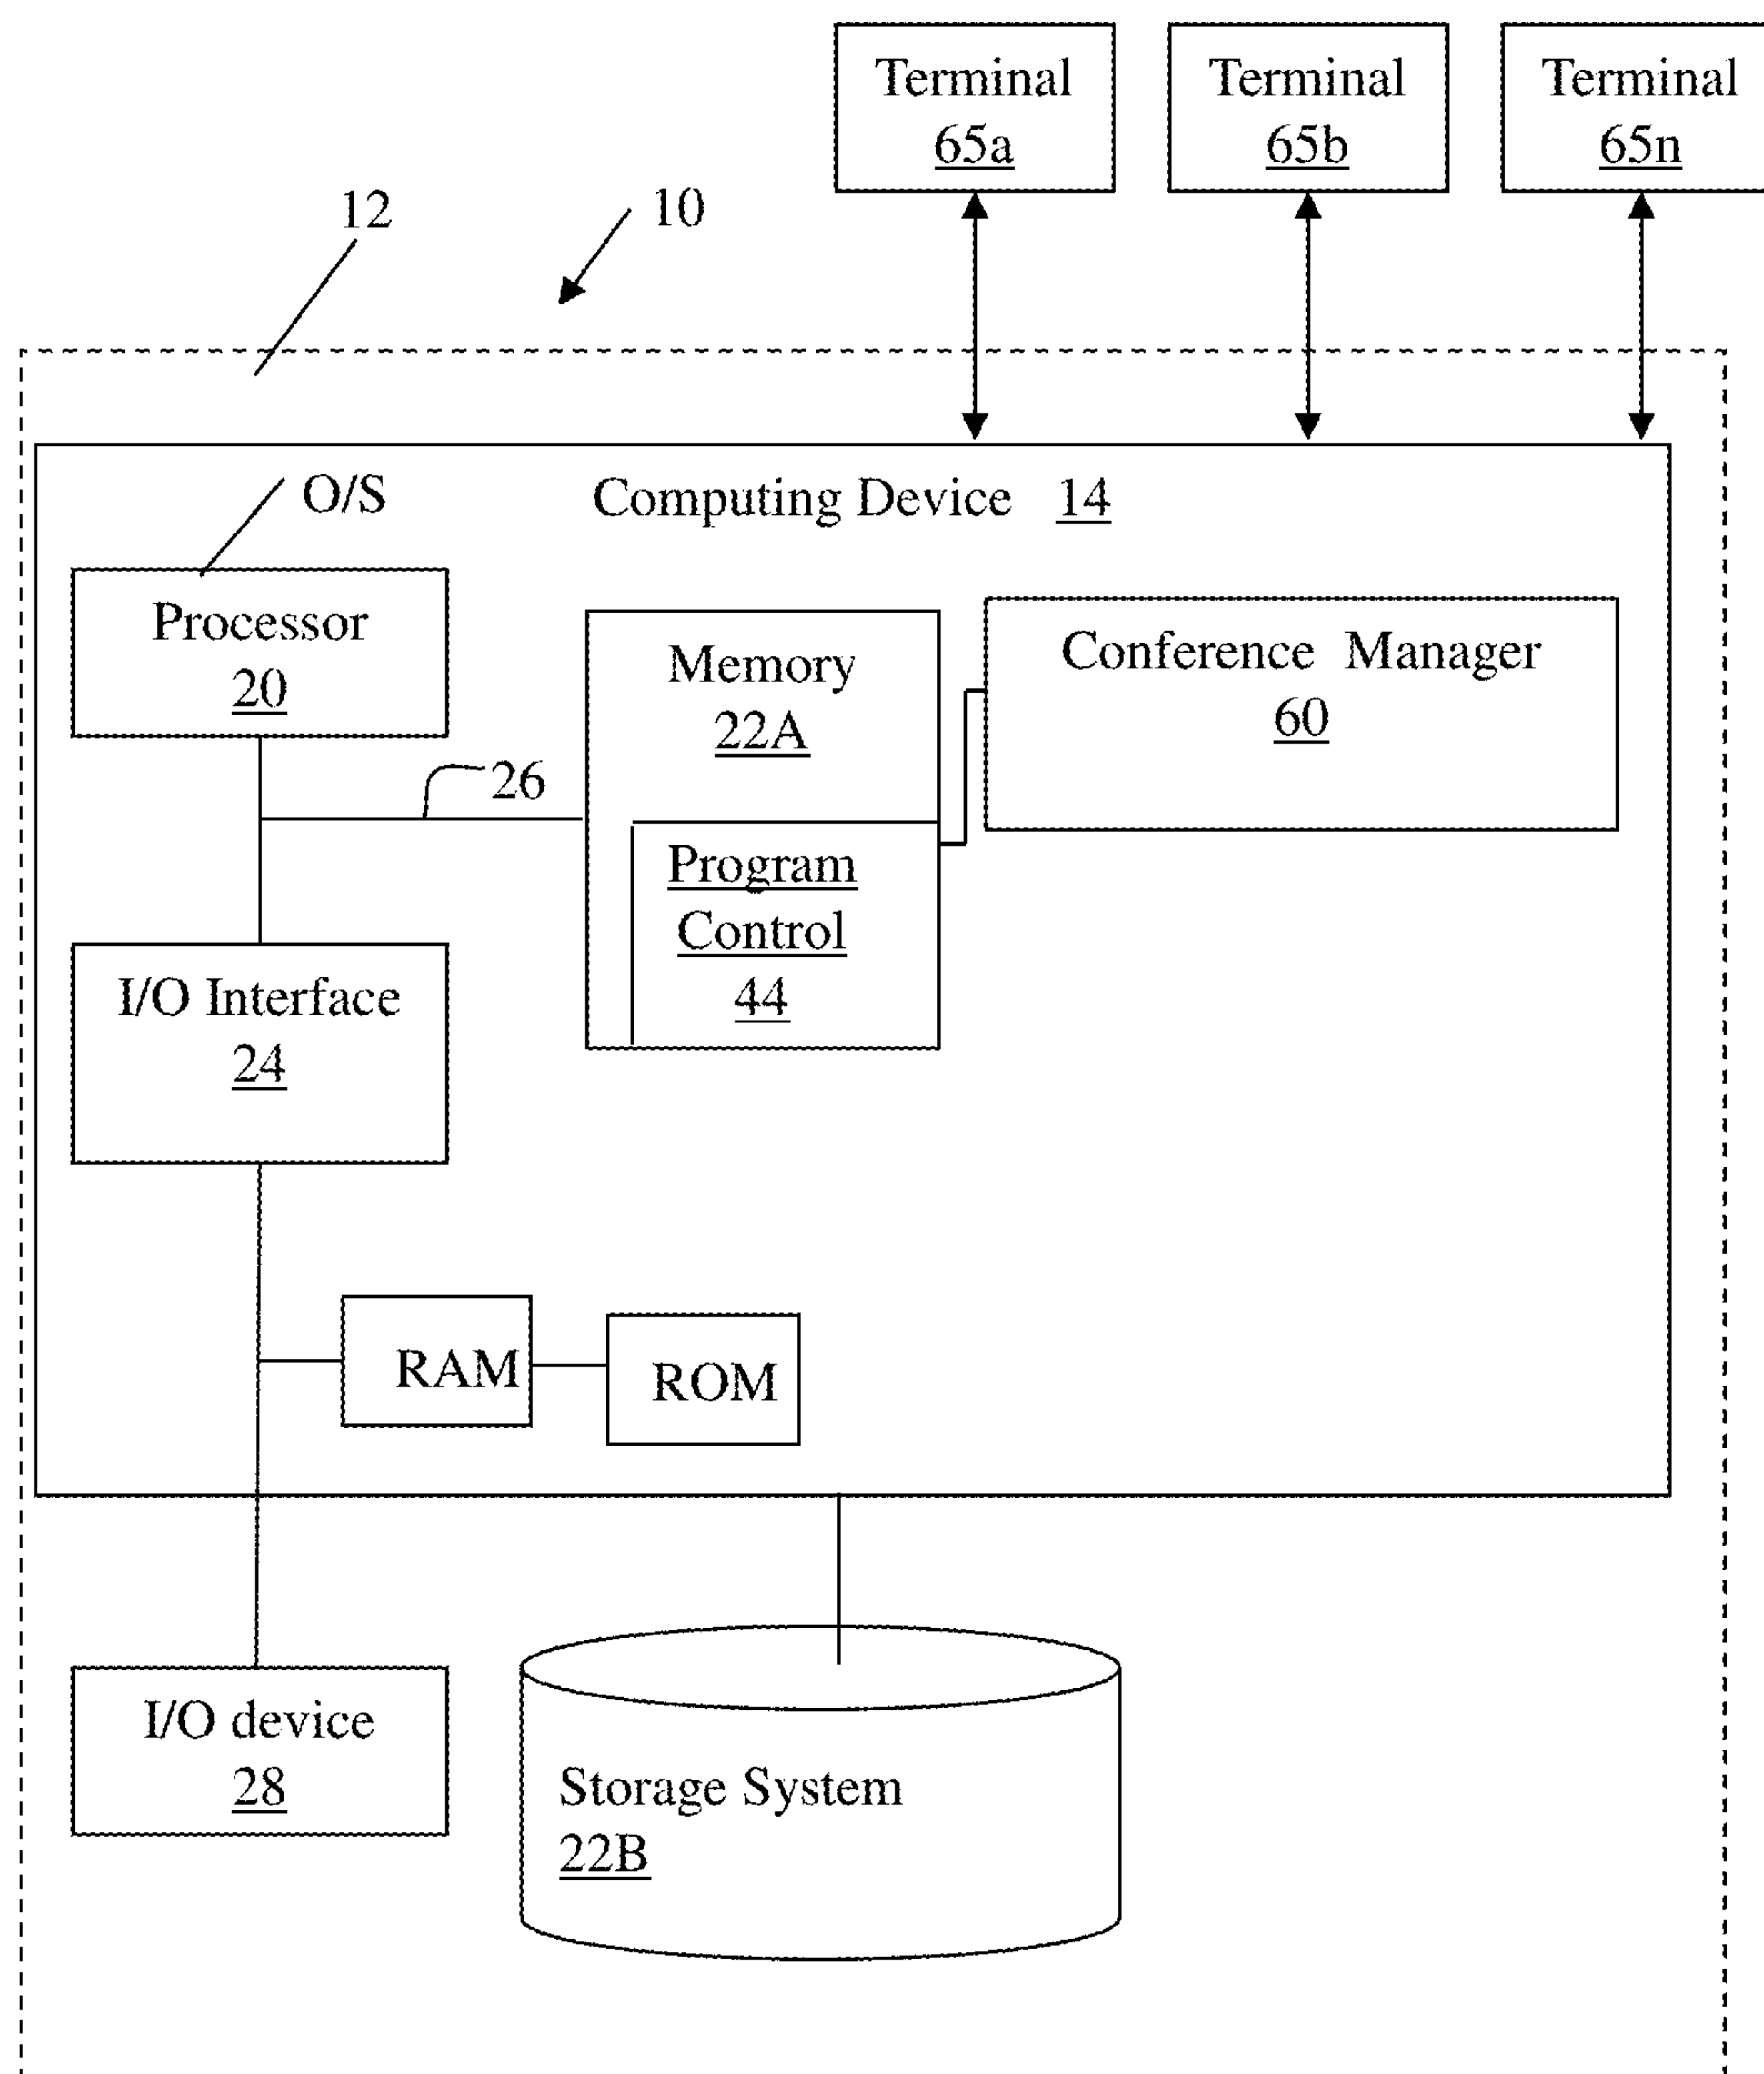 Terminal
65a
Terminal
65b
Terminal
65n
12
10
O/S
Computing Device 14
Processor
20
Memory
22A
Conference Manager
60
26
Program
Control
44
I/O Interface
24
RAM
ROM
I/O device
28
Storage System
22B